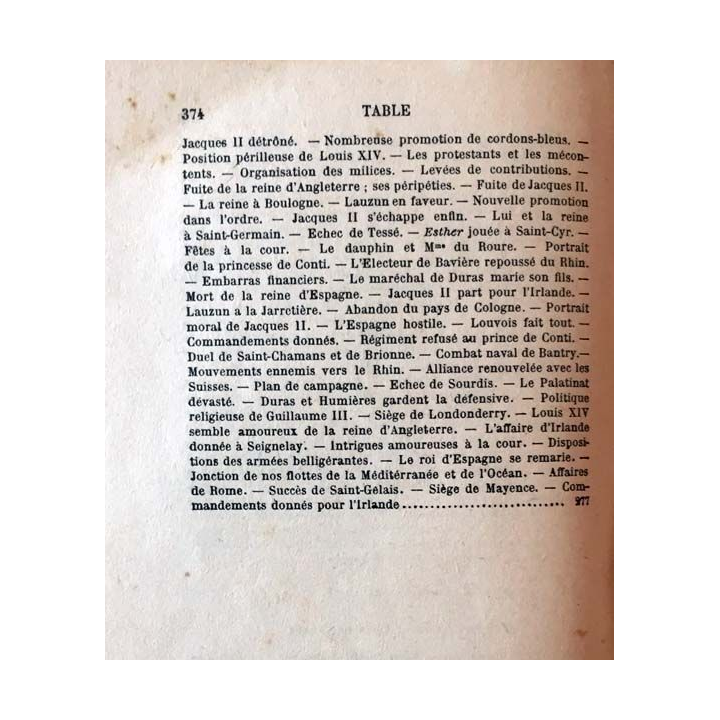 374 TABLE
Jacques II détrôné. — Nombreuse promotion de cordons-bleus. —
Position périlleuse de Louis XIV. — Les protestants et les mécon-
tents. — Organisation des milices. — Levées de contributions. —
Fuite de la reine d'Angleterre ; ses péripéties. — Fuite de Jacques II.
— La reine à Boulogne. — Lauzun en faveur. — Nouvelle promotion
dans l'ordre. — Jacques II s'échappe enfin. — Lui et la reine
à Saint-Germain. — Echec de Tessé. — Esther jouée à Saint-Cyr. —
Fêtes à la cour. — Le dauphin et Mme du Roure. — Portrait
de la princesse de Conti. — L'Electeur de Bavière repoussé du Rhin.
— Embarras financiers. — Le maréchal de Duras marie son fils. —
Mort de la reine d'Espagne. — Jacques II part pour l'Irlande. —
Lauzun a la Jarretière. — Abandon du pays de Cologne. — Portrait
moral de Jacques II. — L'Espagne hostile. — Louvois fait tout. —
Commandements donnés. — Régiment refusé au prince de Conti. —
Duel de Saint-Chamans et de Brionne. — Combat naval de Bantry.—
Mouvements ennemis vers le Rhin. — Alliance renouvelée avec les
Suisses. — Plan de campagne. — Echec de Sourdis. — Le Palatinat
dévasté. — Duras et Humières gardent la défensive. — Politique
religieuse de Guillaume III. — Siège de Londonderry. — Louis XIV
semble amoureux de la reine d'Angleterre. — L'affaire d'Irlande
donnée à Seignelay. — Intrigues amoureuses à la cour. — Disposi-
tions des armées belligérantes. — Le roi d'Espagne se remarie. —
Jonction de nos flottes de la Méditérranée et de l'Océan. — Affaires
de Rome. — Succès de Saint-Gelais. — Siège de Mayence. — Com-
mandements donnés pour l'Irlande............................ 277